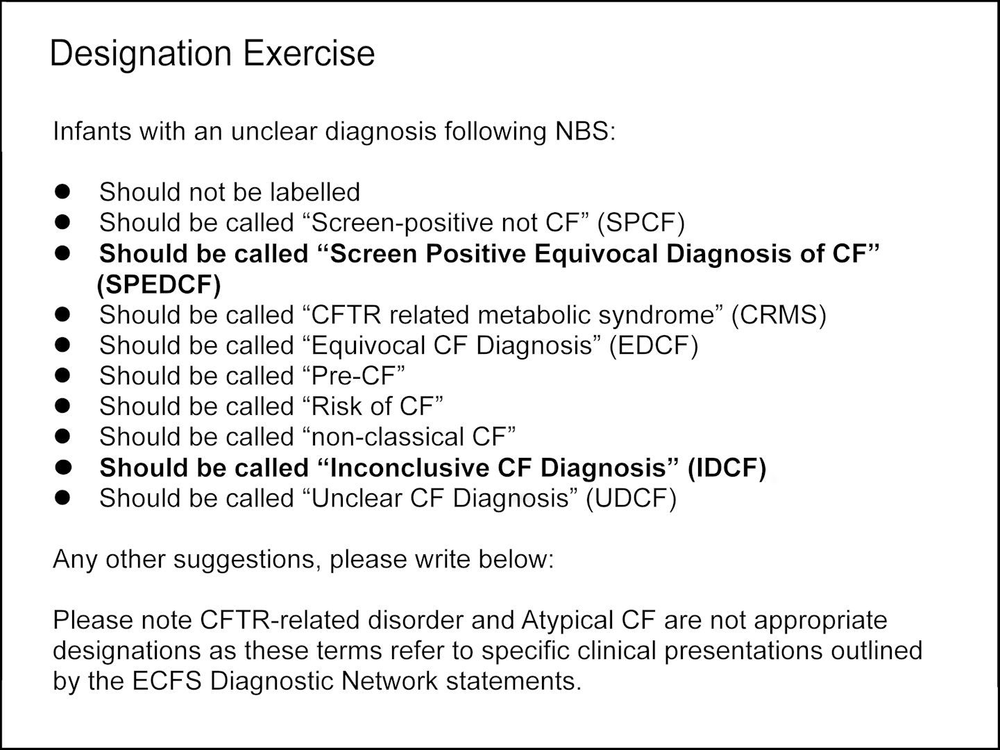 Designation Exercise
Infants with an unclear diagnosis following NBS:
● Should not be labelled
● Should be called “Screen-positive not CF” (SPCF)
● Should be called “Screen Positive Equivocal Diagnosis of CF”
(SPEDCF)
● Should be called “CFTR related metabolic syndrome” (CRMS)
● Should be called “Equivocal CF Diagnosis” (EDCF)
● Should be called “Pre-CF”
● Should be called “Risk of CF”
● Should be called “non-classical CF”
● Should be called “Inconclusive CF Diagnosis” (IDCF)
● Should be called “Unclear CF Diagnosis” (UDCF)
Any other suggestions, please write below:
Please note CFTR-related disorder and Atypical CF are not appropriate
designations as these terms refer to specific clinical presentations outlined
by the ECFS Diagnostic Network statements.